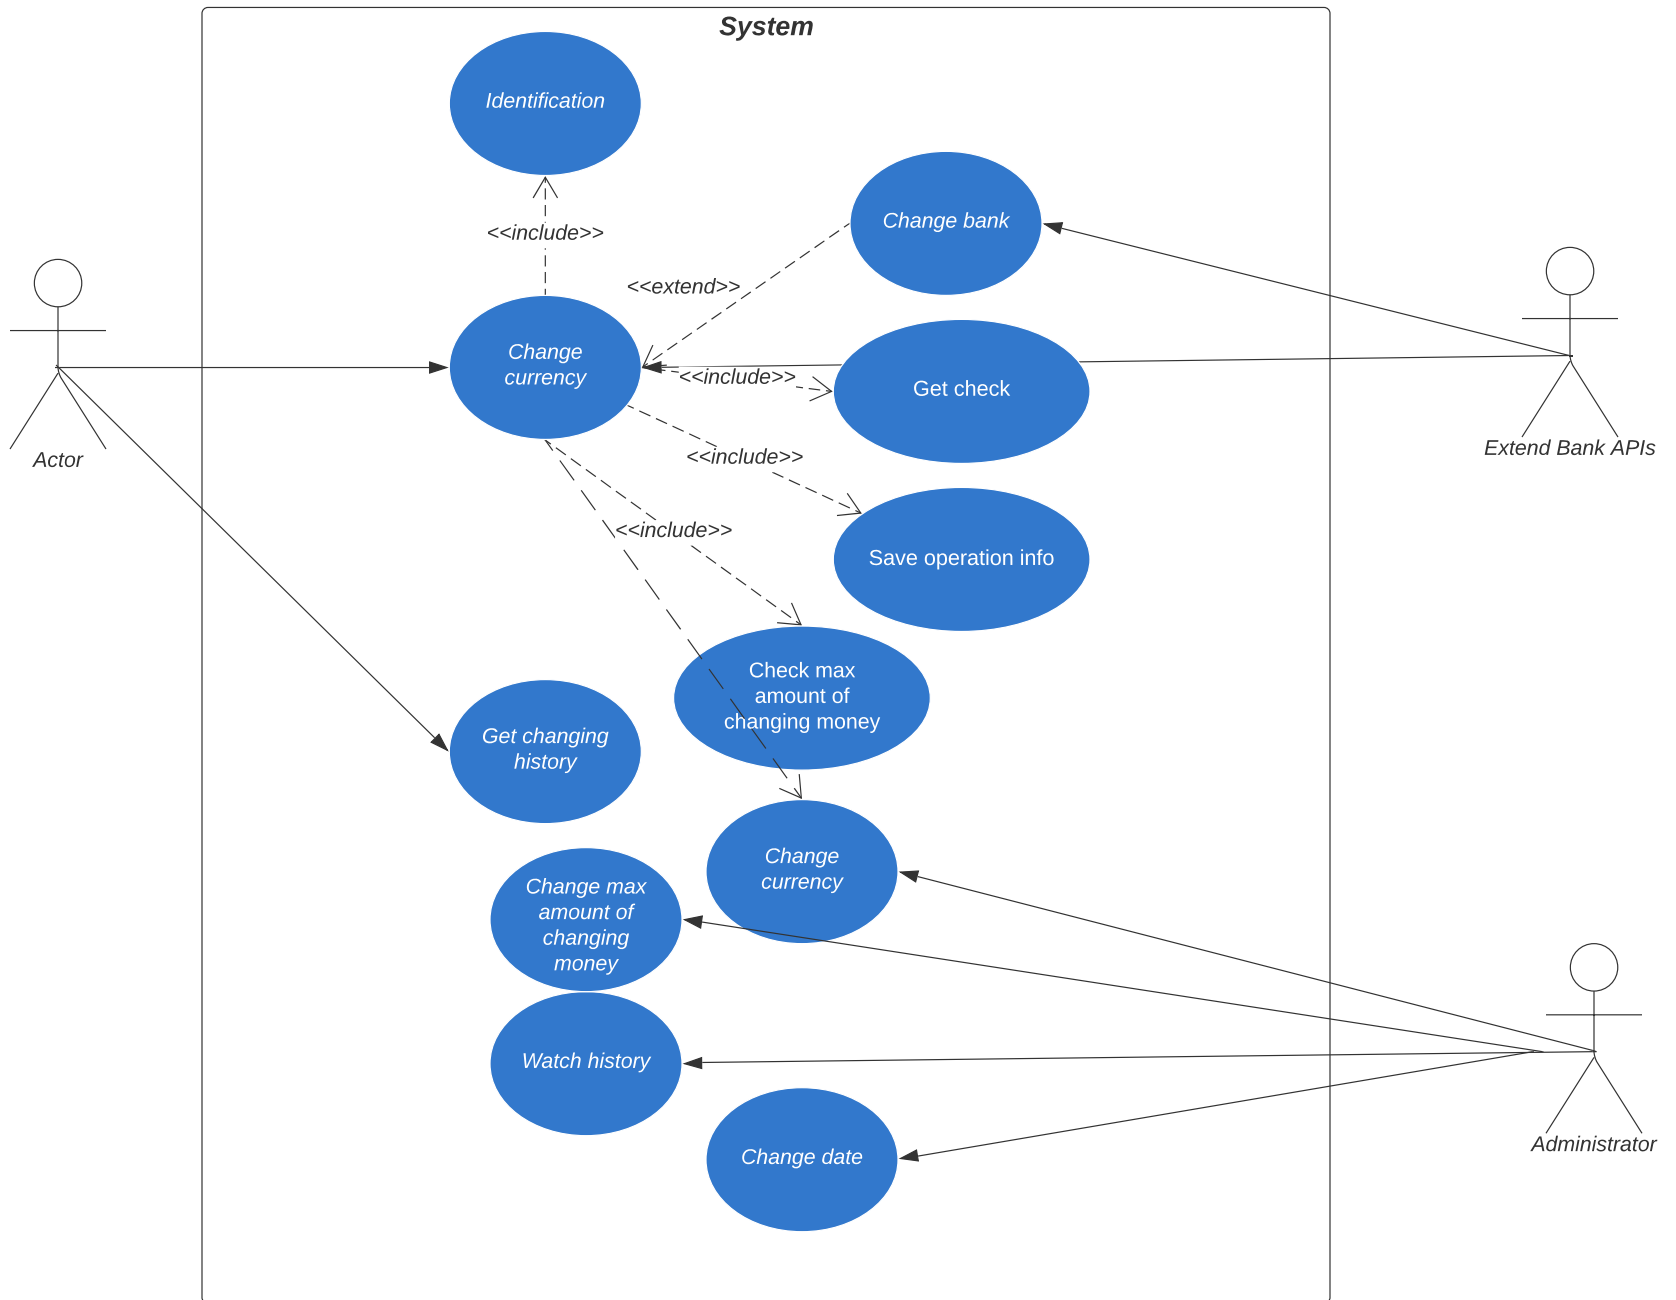 System
Identification
<<include>>
Change bank
<<extend>>
Change
currency
<<include>>
Get check
Actor
Extend Bank APIs
<<include>>
<<include>>
Save operation info
Check max
amount of
changing money
Get changing
history
Change
currency
Change max
amount of
changing
money
Watch history
Administrator
Change date